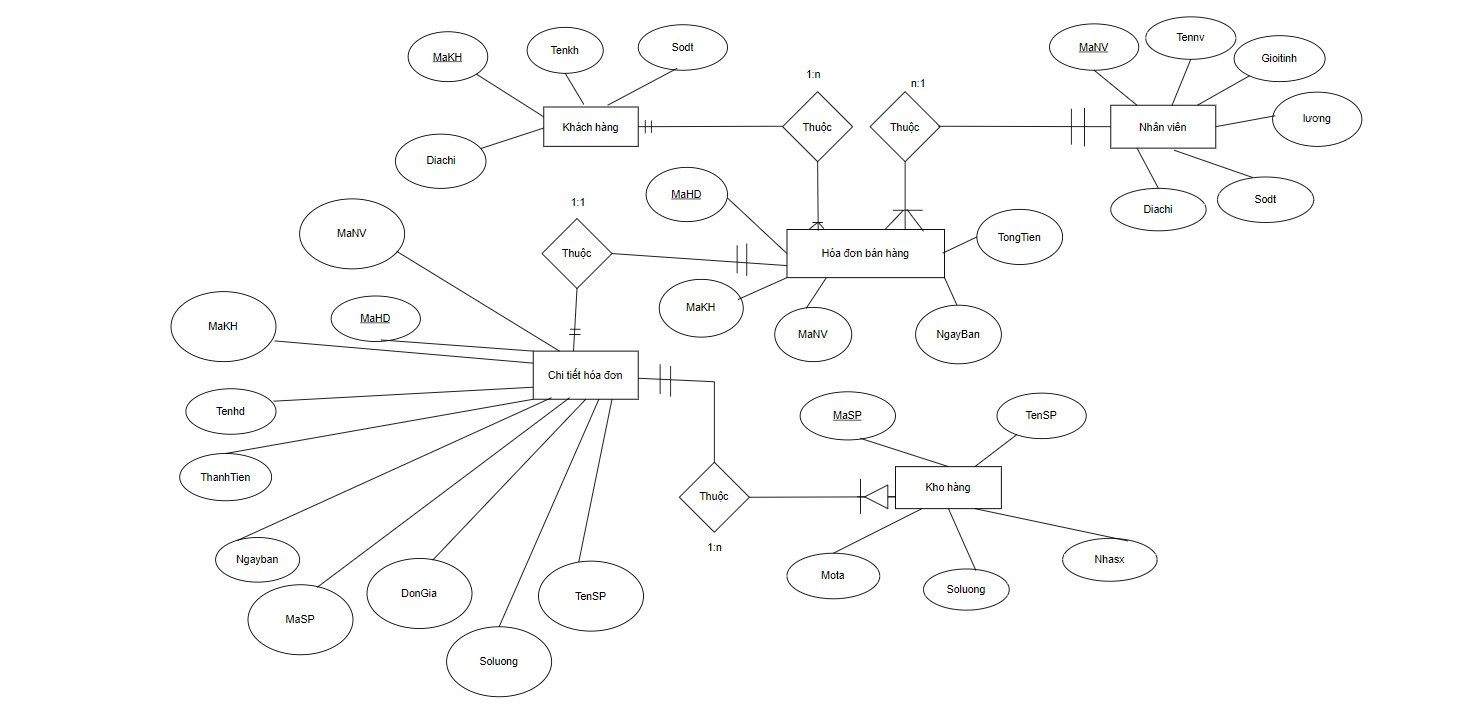 MaKH
Tenkh
Sodt
Khách hàng
Diachi
1:n
Thuộc
n:1
Thuộc
MaNV
Tennv
Gioitinh
lương
Nhân viên
Diachi
Sodt
MaHD
Hóa đơn bán hàng
TongTien
MaKH
MaNV
NgayBan
1:1
Thuộc
MaNV
MaKH
MaHD
Chi tiết hóa đơn
Tenhd
ThanhTien
Ngayban
MaSP
DonGia
Soluong
TenSP
Thuộc
1:n
MaSP
TenSP
Kho hàng
Mota
Soluong
Nhasx